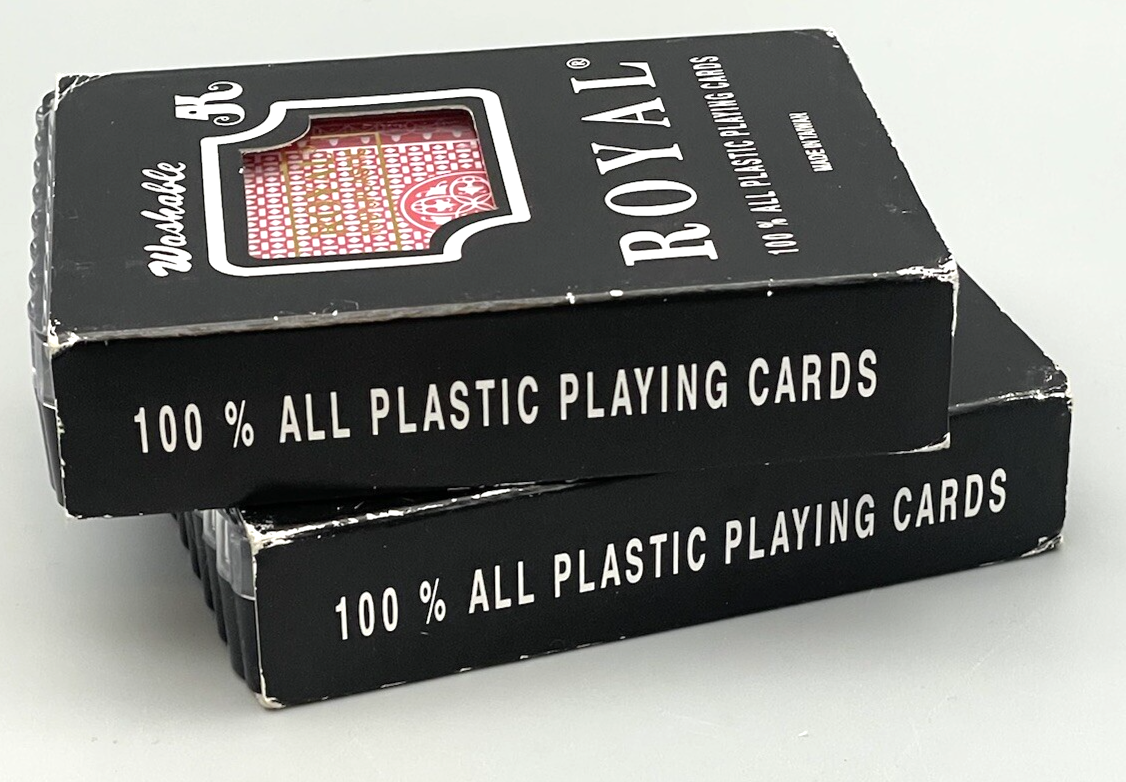 Washable
ROYAL®
100 % ALL PLASTIC PLAYING CARDS
MADE IN TAIWAN
100 % ALL PLASTIC PLAYING CARDS
100 % ALL PLASTIC PLAYING CARDS